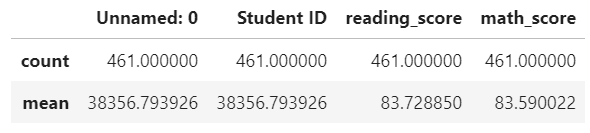 Unnamed: 0 Student ID reading_score math_score
count 461.000000 461.000000 461.000000 461.000000
mean 38356.793926 38356.793926 83.728850 83.590022